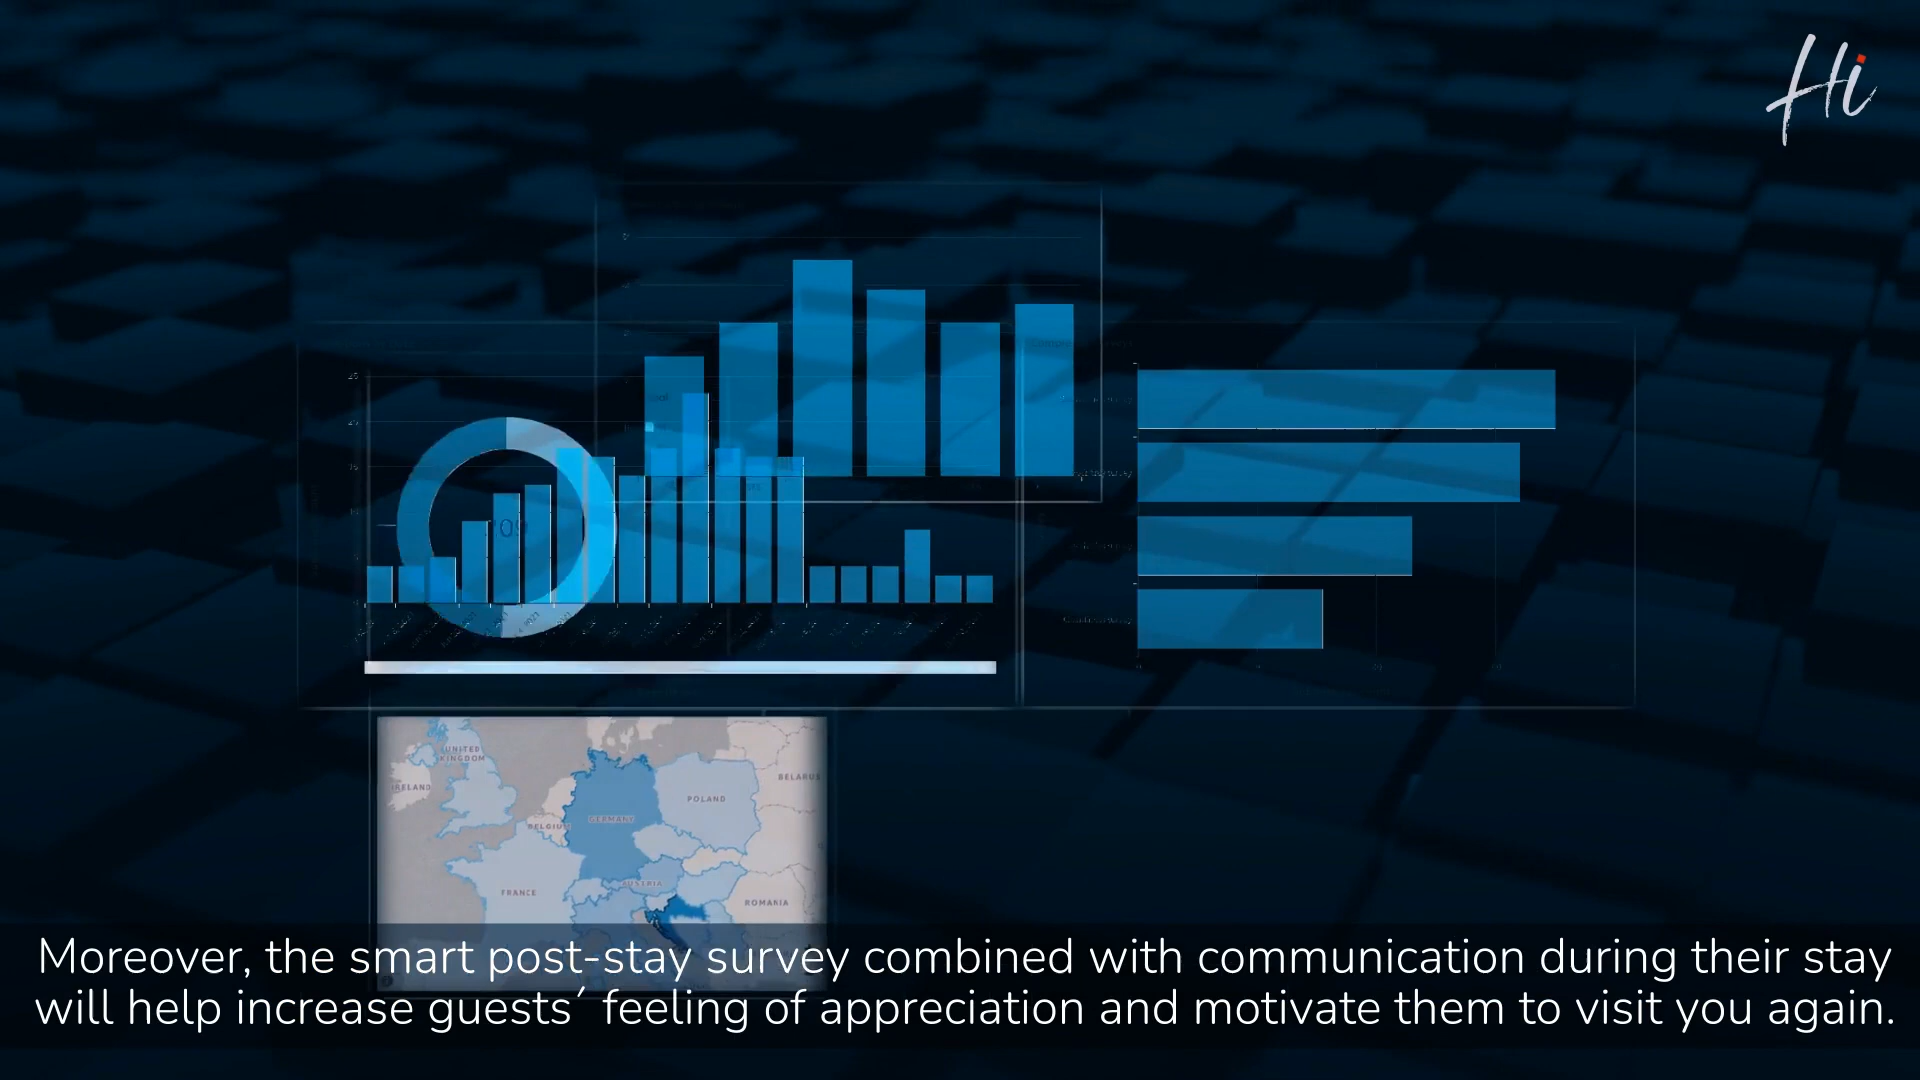 Hi
UNITED
KINGDOM
IRELAND
BELARUS
POLAND
GERMANY
BELGIUM
AUSTRIA
FRANCE
ROMANIA
Moreover, the smart post-stay survey combined with communication during their stay
will help increase guests´ feeling of appreciation and motivate them to visit you again.